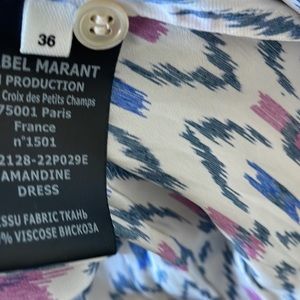 36
BEL MARANT
PRODUCTION
Croix des Petits Champs
75001 Paris
France
n°1501
2128-22P029E
AMANDINE
DRESS
ISSU FABRIC ТКАНЬ
% VISCOSE ВИСКОЗА